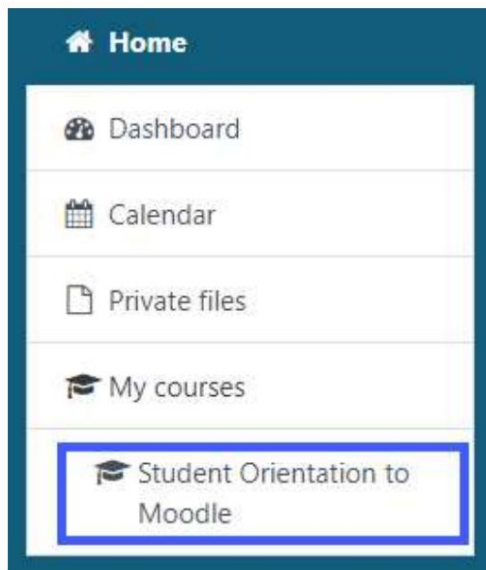 Home
Dashboard
Calendar
Private files
My courses
Student Orientation to
Moodle